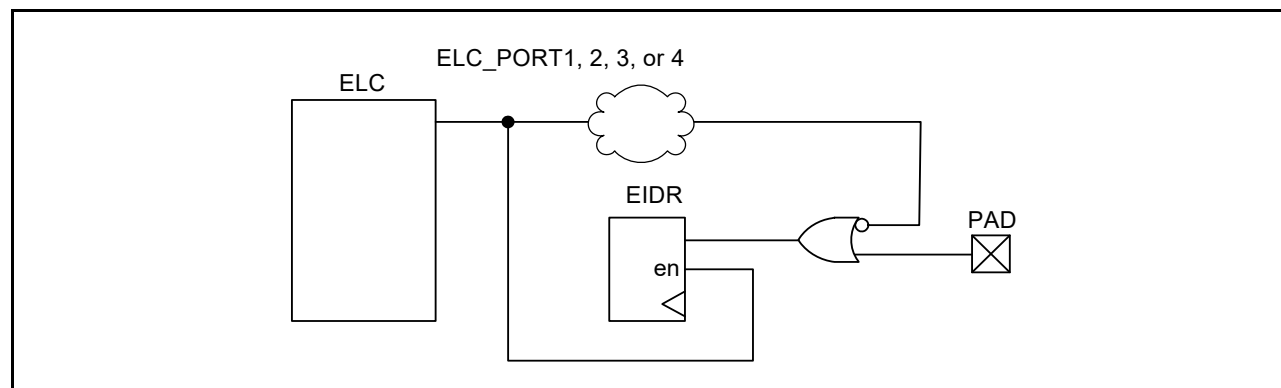 ELC_PORT1, 2, 3, or 4
ELC
EIDR
PAD
en